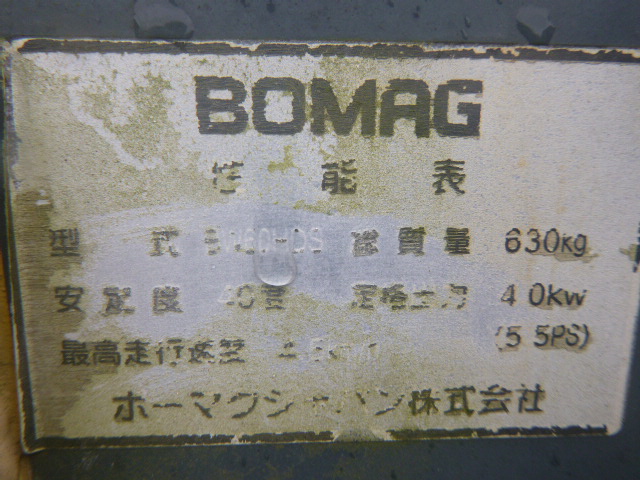 BOMAG
性能表
型式 BW60HDS 総質量 630kg
安定度 40度 定格出力 4.0Kw
(5.5PS)
最高走行速度
ボーマクジャパン株式会社